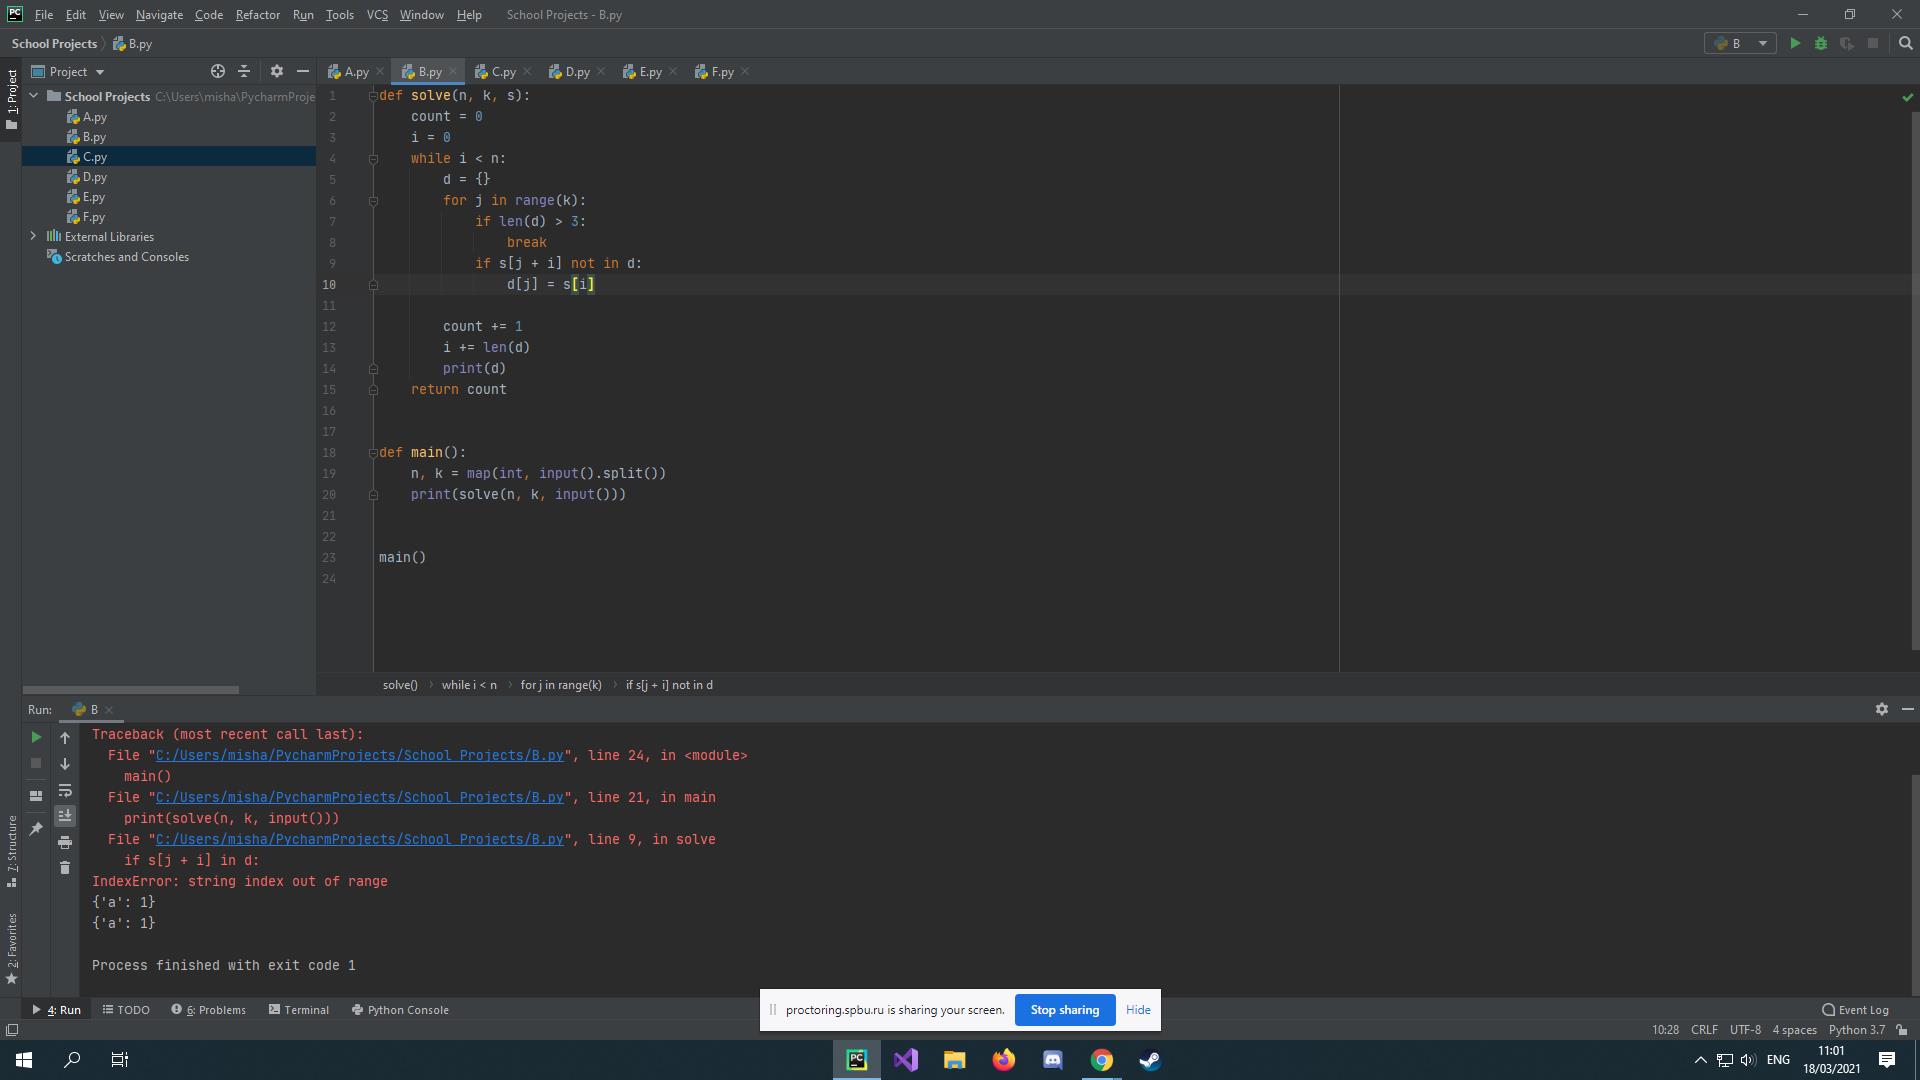 File Edit View Navigate Code Refactor Run Tools VCS Window Help School Projects - B.py
School Projects B.py
B
Project
A.py B.py C.py D.py E.py F.py
1: Project
School Projects C:\Users\misha\PycharmProje
A.py
B.py
C.py
D.py
E.py
F.py
External Libraries
Scratches and Consoles
1 def solve(n, k, s):
2 count = 0
3 i = 0
4 while i < n:
5 d = {}
6 for j in range(k):
7 if len(d) > 3:
8 break
9 if s[j + i] not in d:
10 d[j] = s[i]
11
12 count += 1
13 i += len(d)
14 print(d)
15 return count
16
17
18 def main():
19 n, k = map(int, input().split())
20 print(solve(n, k, input()))
21
22
23 main()
24
solve() while i < n for j in range(k) if s[j + i] not in d
Run: B
Traceback (most recent call last):
File "C:/Users/misha/PycharmProjects/School Projects/B.py", line 24, in <module>
main()
File "C:/Users/misha/PycharmProjects/School Projects/B.py", line 21, in main
print(solve(n, k, input()))
File "C:/Users/misha/PycharmProjects/School Projects/B.py", line 9, in solve
if s[j + i] in d:
IndexError: string index out of range
{'a': 1}
{'a': 1}
Process finished with exit code 1
7: Structure
2: Favorites
4: Run TODO 6: Problems Terminal Python Console
proctoring.spbu.ru is sharing your screen. Stop sharing Hide
Event Log
10:28 CRLF UTF-8 4 spaces Python 3.7
PC
ENG
11:01
18/03/2021